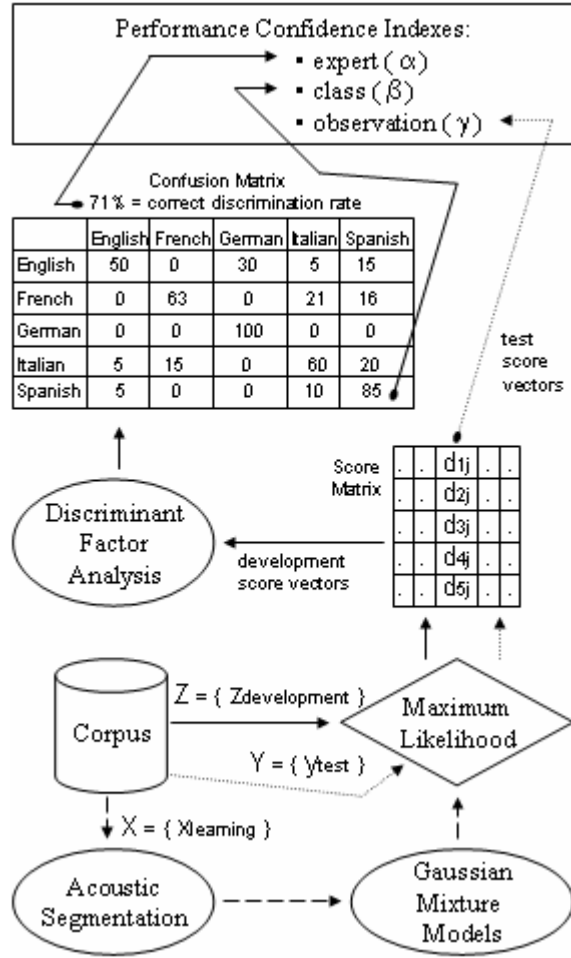 Performance Confidence Indexes:
▪ expert ( α )
▪ class ( β )
▪ observation ( γ )
Confusion Matrix
71% = correct discrimination rate
English French German Italian Spanish
English 50 0 30 5 15
French 0 63 0 21 16
German 0 0 100 0 0
Italian 5 15 0 60 20
Spanish 5 0 0 10 85
test
score
vectors
Score
Matrix
. . d1j . .
. . d2j . .
. . d3j . .
. . d4j . .
. . d5j . .
Discriminant
Factor
Analysis
development
score vectors
Corpus
Z = { Zdevelopment }
Y = { ytest }
Maximum
Likelihood
X = { Xlearning }
Acoustic
Segmentation
Gaussian
Mixture
Models